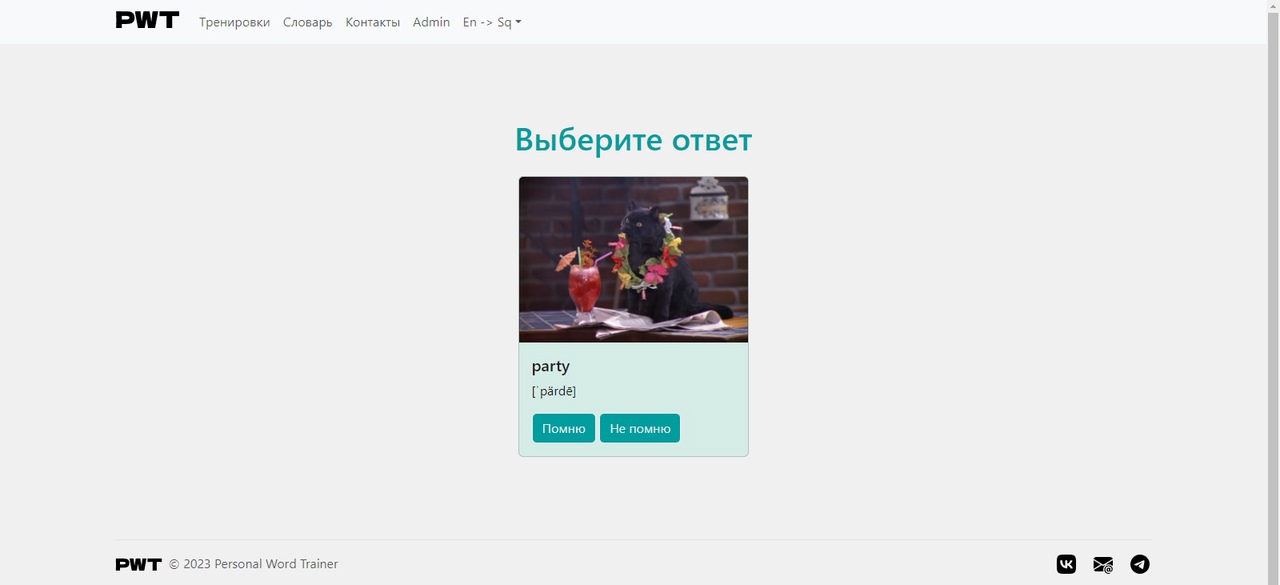 PWT Тренировки Словарь Контакты Admin En -> Sq
Выберите ответ
party
[ˈpärdē]
Помню Не помню
PWT © 2023 Personal Word Trainer